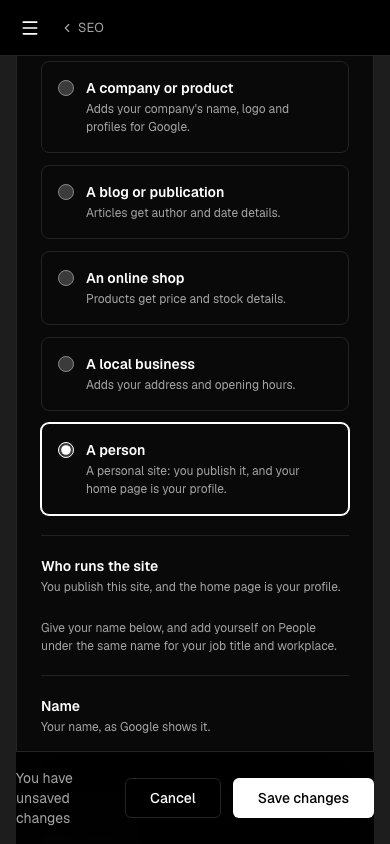 SEO
A company or product
Adds your company's name, logo and
profiles for Google.
A blog or publication
Articles get author and date details.
An online shop
Products get price and stock details.
A local business
Adds your address and opening hours.
A person
A personal site: you publish it, and your
home page is your profile.
Who runs the site
You publish this site, and the home page is your profile.
Give your name below, and add yourself on People
under the same name for your job title and workplace.
Name
Your name, as Google shows it.
You have
unsaved
changes
Cancel
Save changes